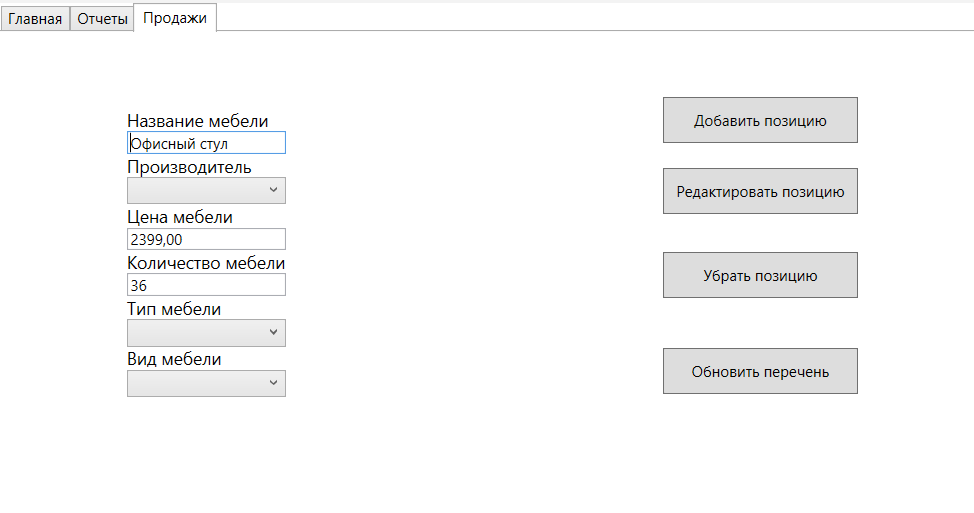 Главная Отчеты Продажи
Название мебели
Офисный стул
Производитель
Цена мебели
2399,00
Количество мебели
36
Тип мебели
Вид мебели
Добавить позицию
Редактировать позицию
Убрать позицию
Обновить перечень